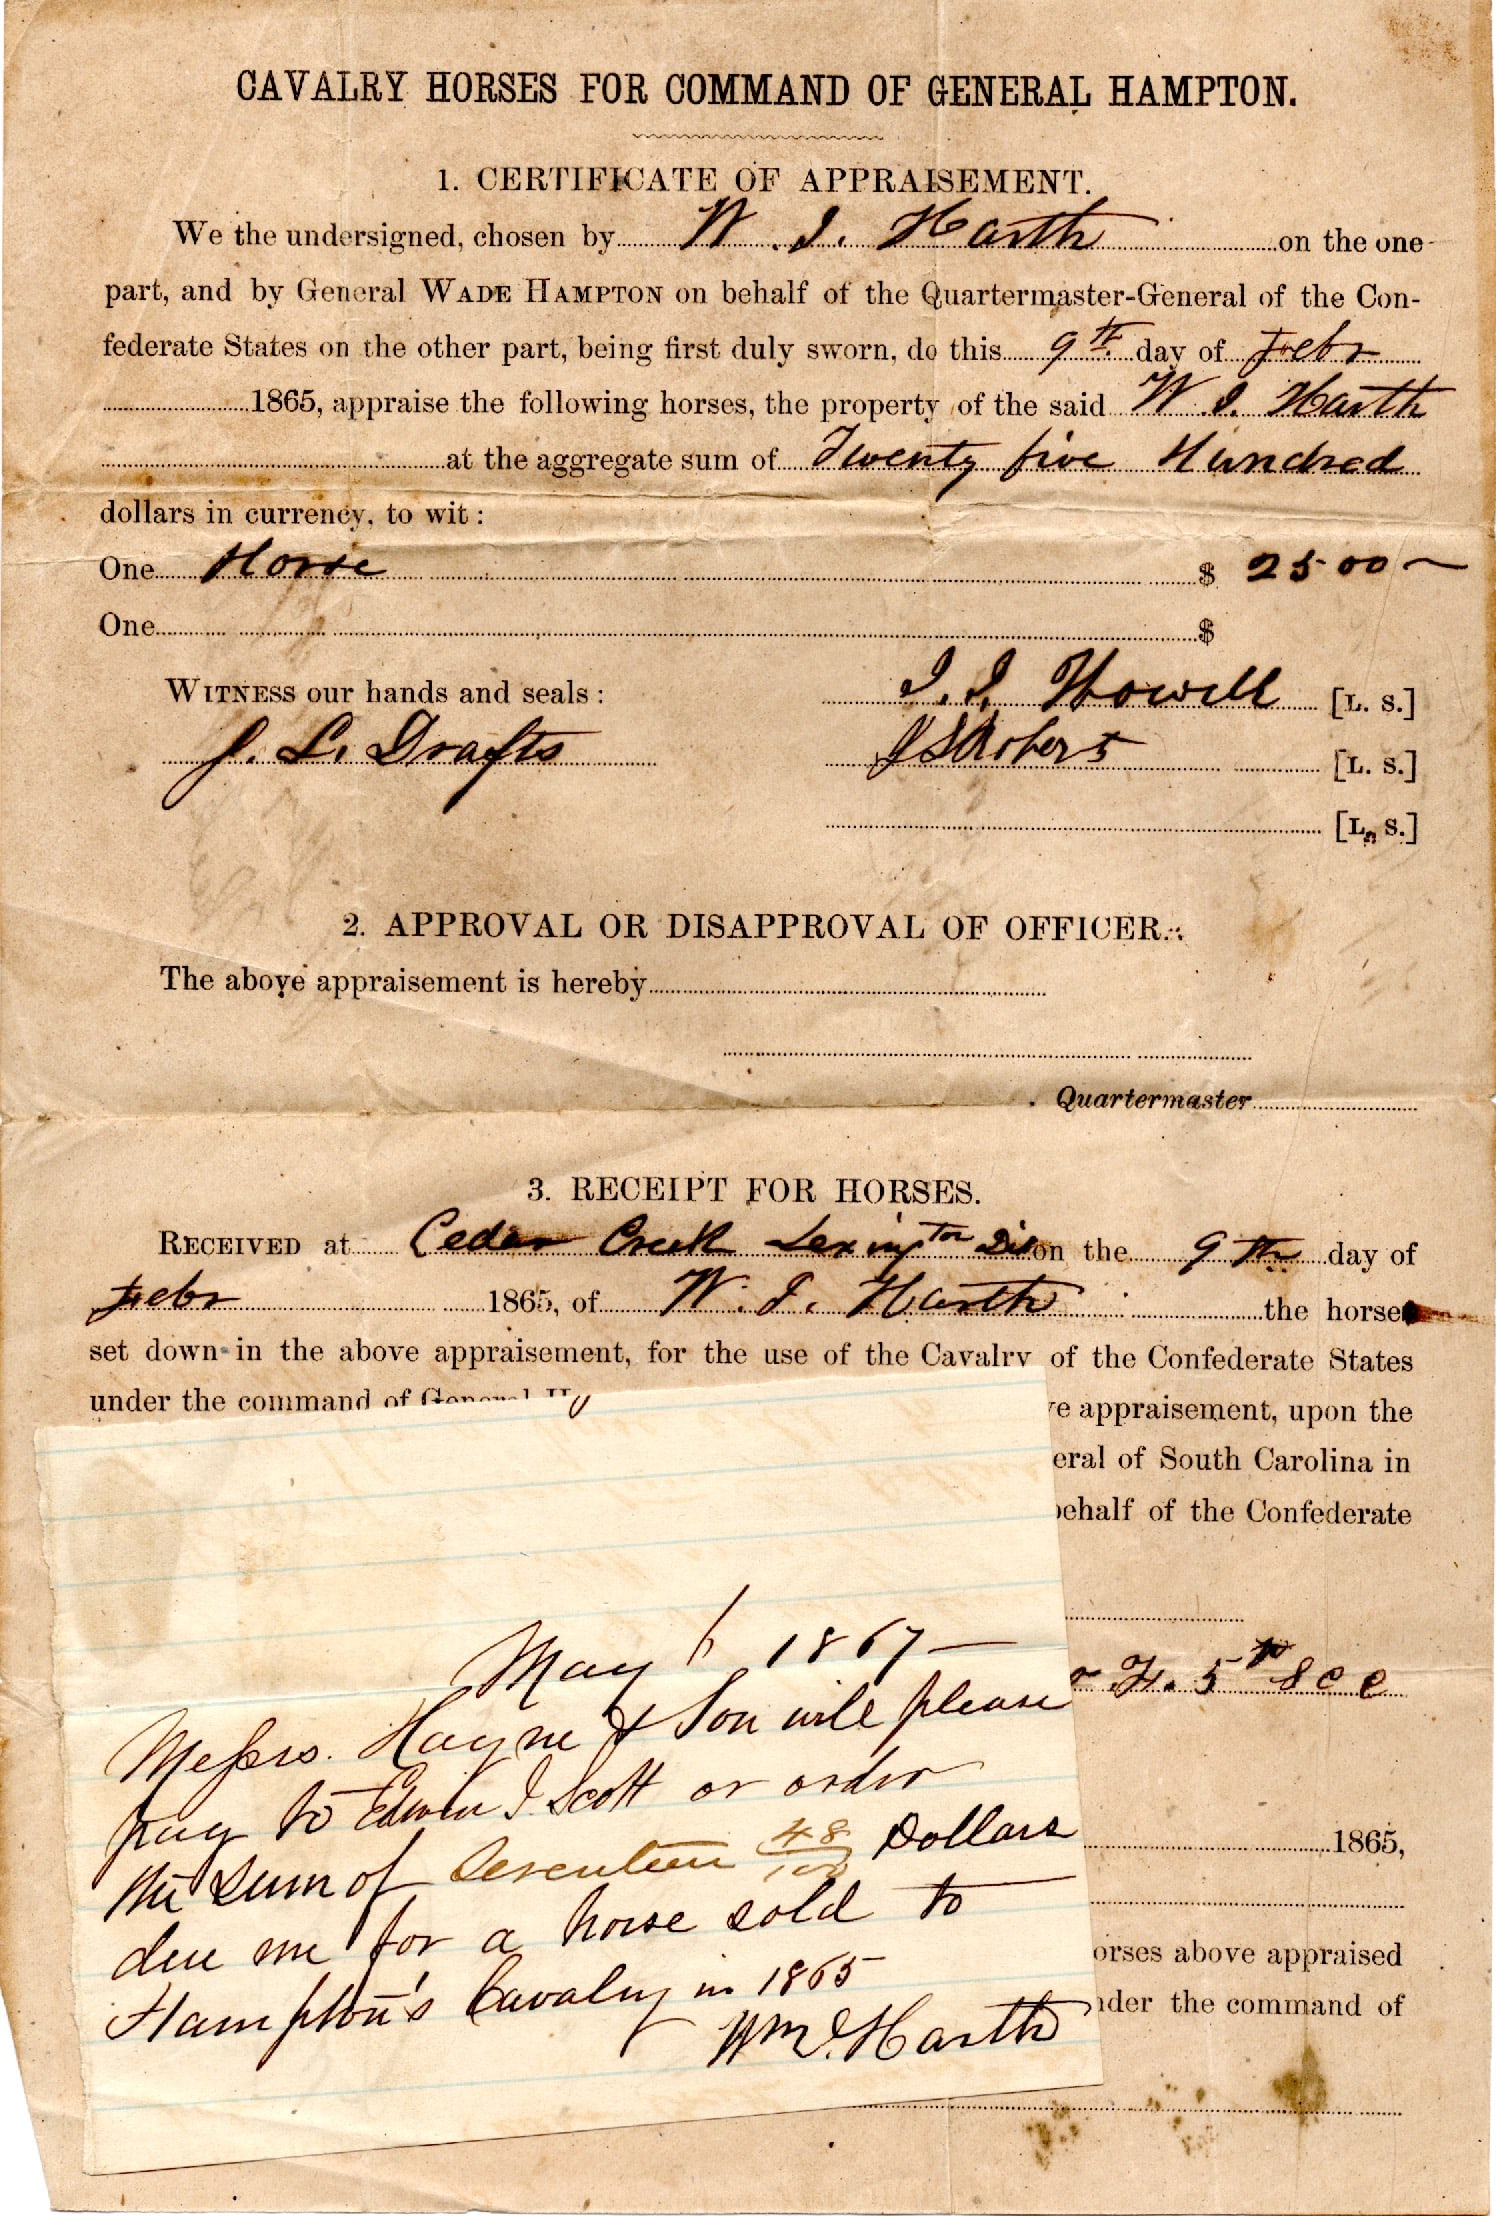 CAVALRY HORSES FOR COMMAND OF GENERAL HAMPTON.
1. CERTIFICATE OF APPRAISEMENT.
We the undersigned, chosen by W. J. Harth on the one
part, and by General WADE HAMPTON on behalf of the Quartermaster-General of the Con-
federate States on the other part, being first duly sworn, do this 9th day of Febr
1865, appraise the following horses, the property of the said W. J. Harth
at the aggregate sum of Twenty five Hundred
dollars in currency, to wit:
One Horse $ 2500
One $
WITNESS our hands and seals: J. J. Howell [L. S.]
J. L. Drafts J S Roberts [L. S.]
[L. S.]
2. APPROVAL OR DISAPPROVAL OF OFFICER.
The above appraisement is hereby
Quartermaster
3. RECEIPT FOR HORSES.
RECEIVED at Cedar Creek Lexington Dis on the 9th day of
Febr 1865, of W. J. Harth the horse
set down in the above appraisement, for the use of the Cavalry of the Confederate States
under the command of General appraisement, upon the
eral of South Carolina in
behalf of the Confederate
F. 5th S C C
1865,
orses above appraised
nder the command of
May 1867
Messrs. Hayne & Son will please
pay to Edwin J. Scott or order
the sum of Seventeen 48/100 Dollars
due me for a horse sold to
Hampton's Cavalry in 1865
Wm J. Harth